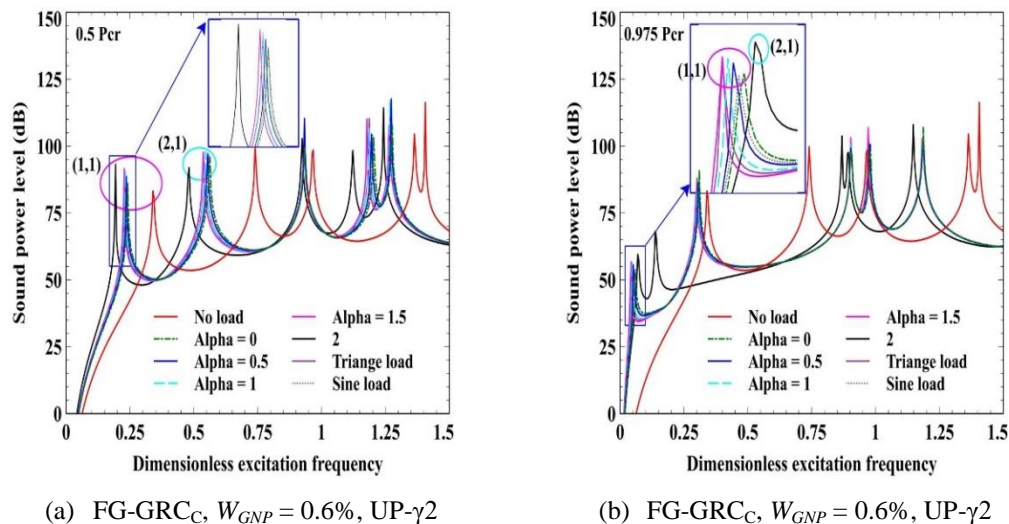 150
125
100
75
50
25
0
Sound power level (dB)
0.5 Pcr
(1,1)
(2,1)
No load
Alpha = 0
Alpha = 0.5
Alpha = 1
Alpha = 1.5
2
Triange load
Sine load
0 0.25 0.5 0.75 1 1.25 1.5
Dimensionless excitation frequency
(a) FG-GRCC, WGNP = 0.6%, UP-γ2
150
125
100
75
50
25
0
Sound power level (dB)
0.975 Pcr
(1,1)
(2,1)
No load
Alpha = 0
Alpha = 0.5
Alpha = 1
Alpha = 1.5
2
Triange load
Sine load
0 0.25 0.5 0.75 1 1.25 1.5
Dimensionless excitation frequency
(b) FG-GRCC, WGNP = 0.6%, UP-γ2